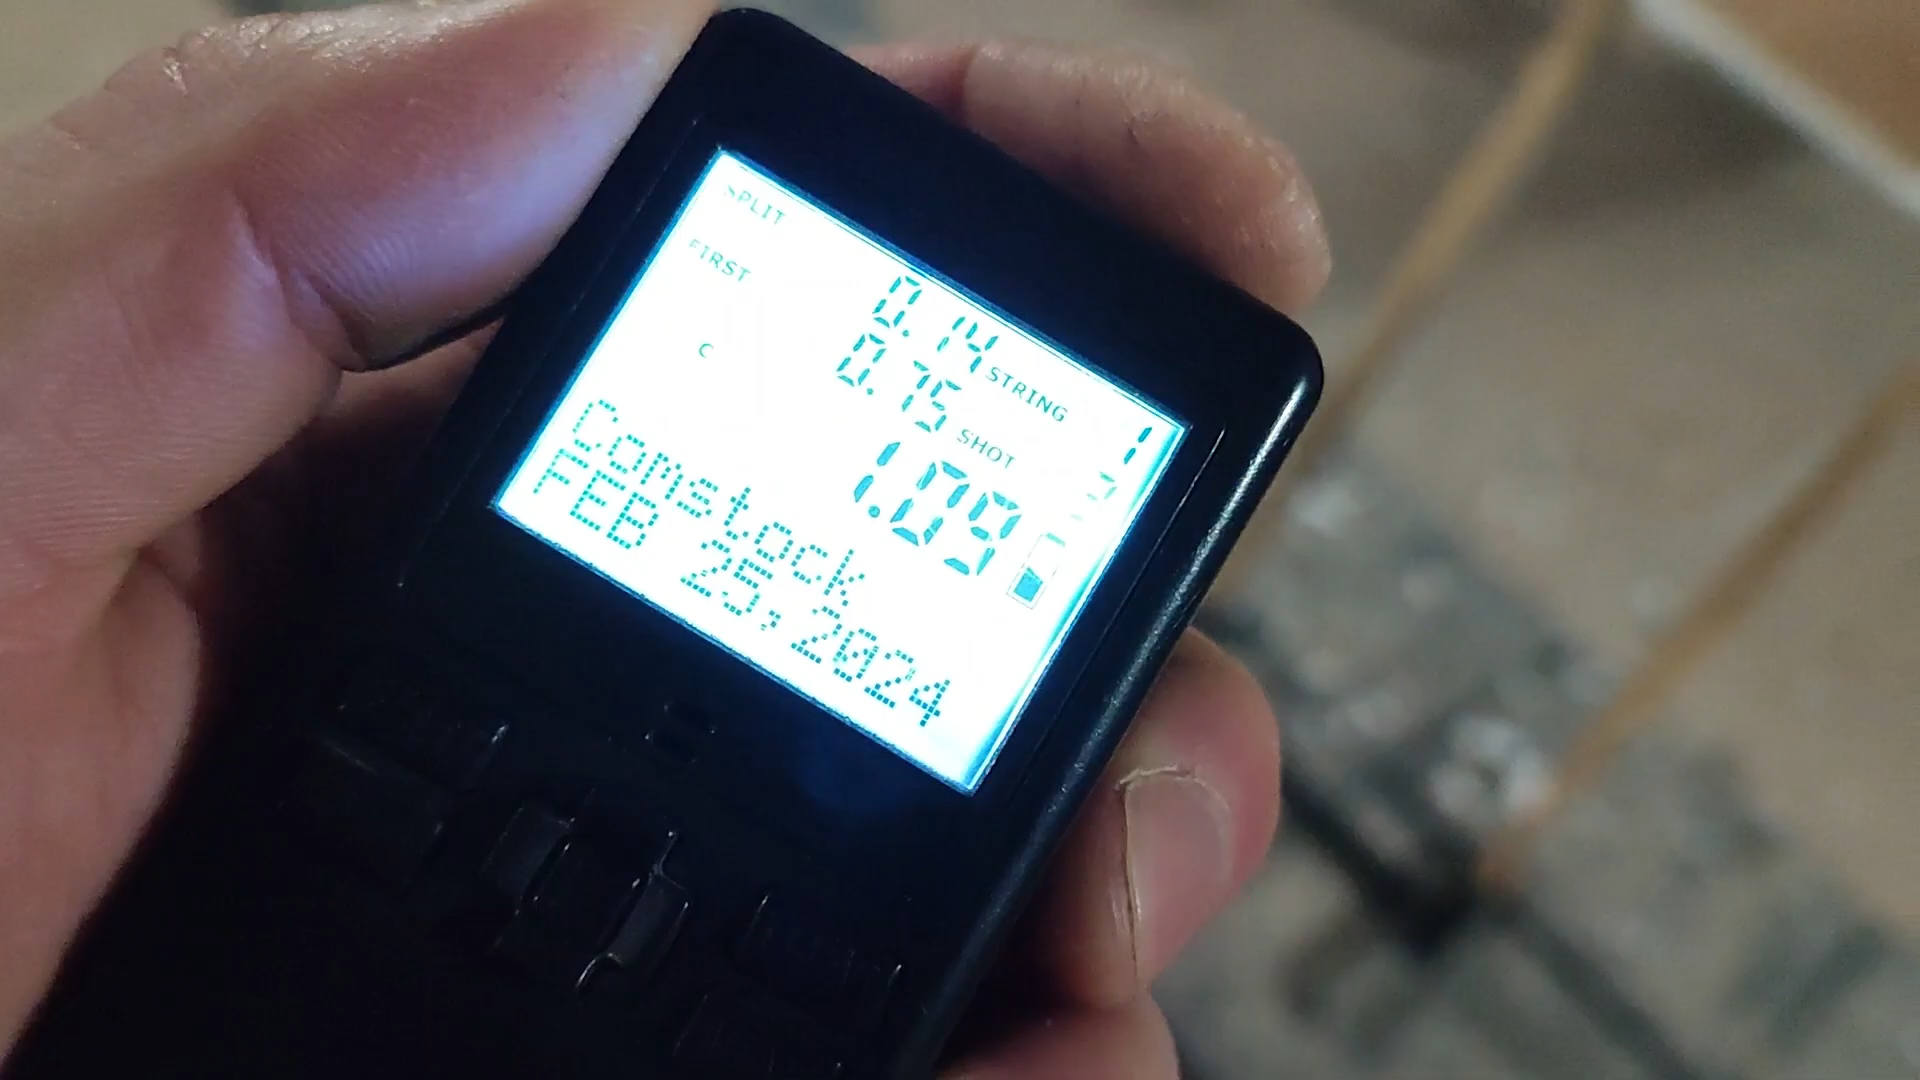 SPLIT 0.14 STRING 1
FIRST 0.75 SHOT
C 1.09
Comstock
FEB 25, 2024